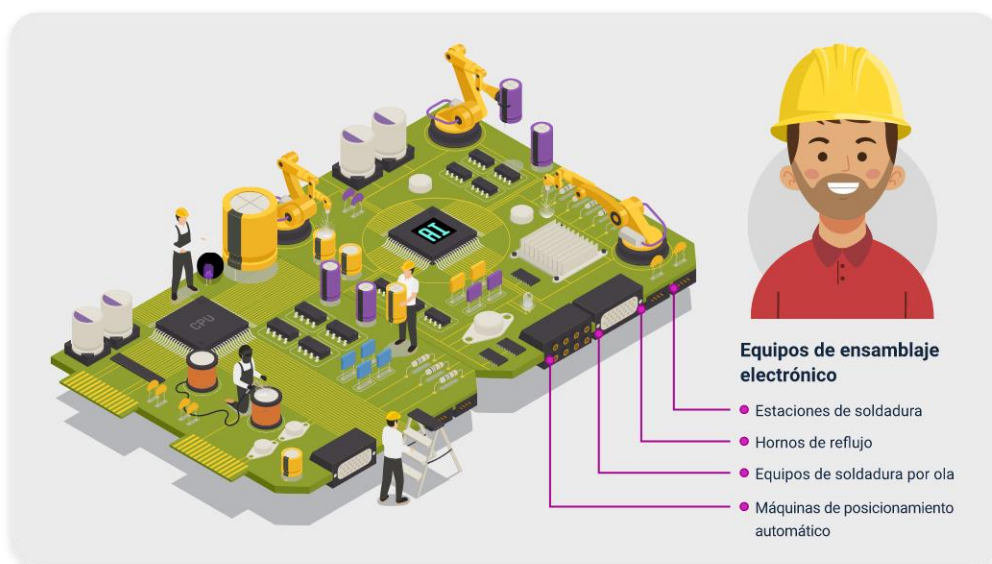 AI
CPU
Equipos de ensamblaje
electrónico
Estaciones de soldadura
Hornos de reflujo
Equipos de soldadura por ola
Máquinas de posicionamiento
automático